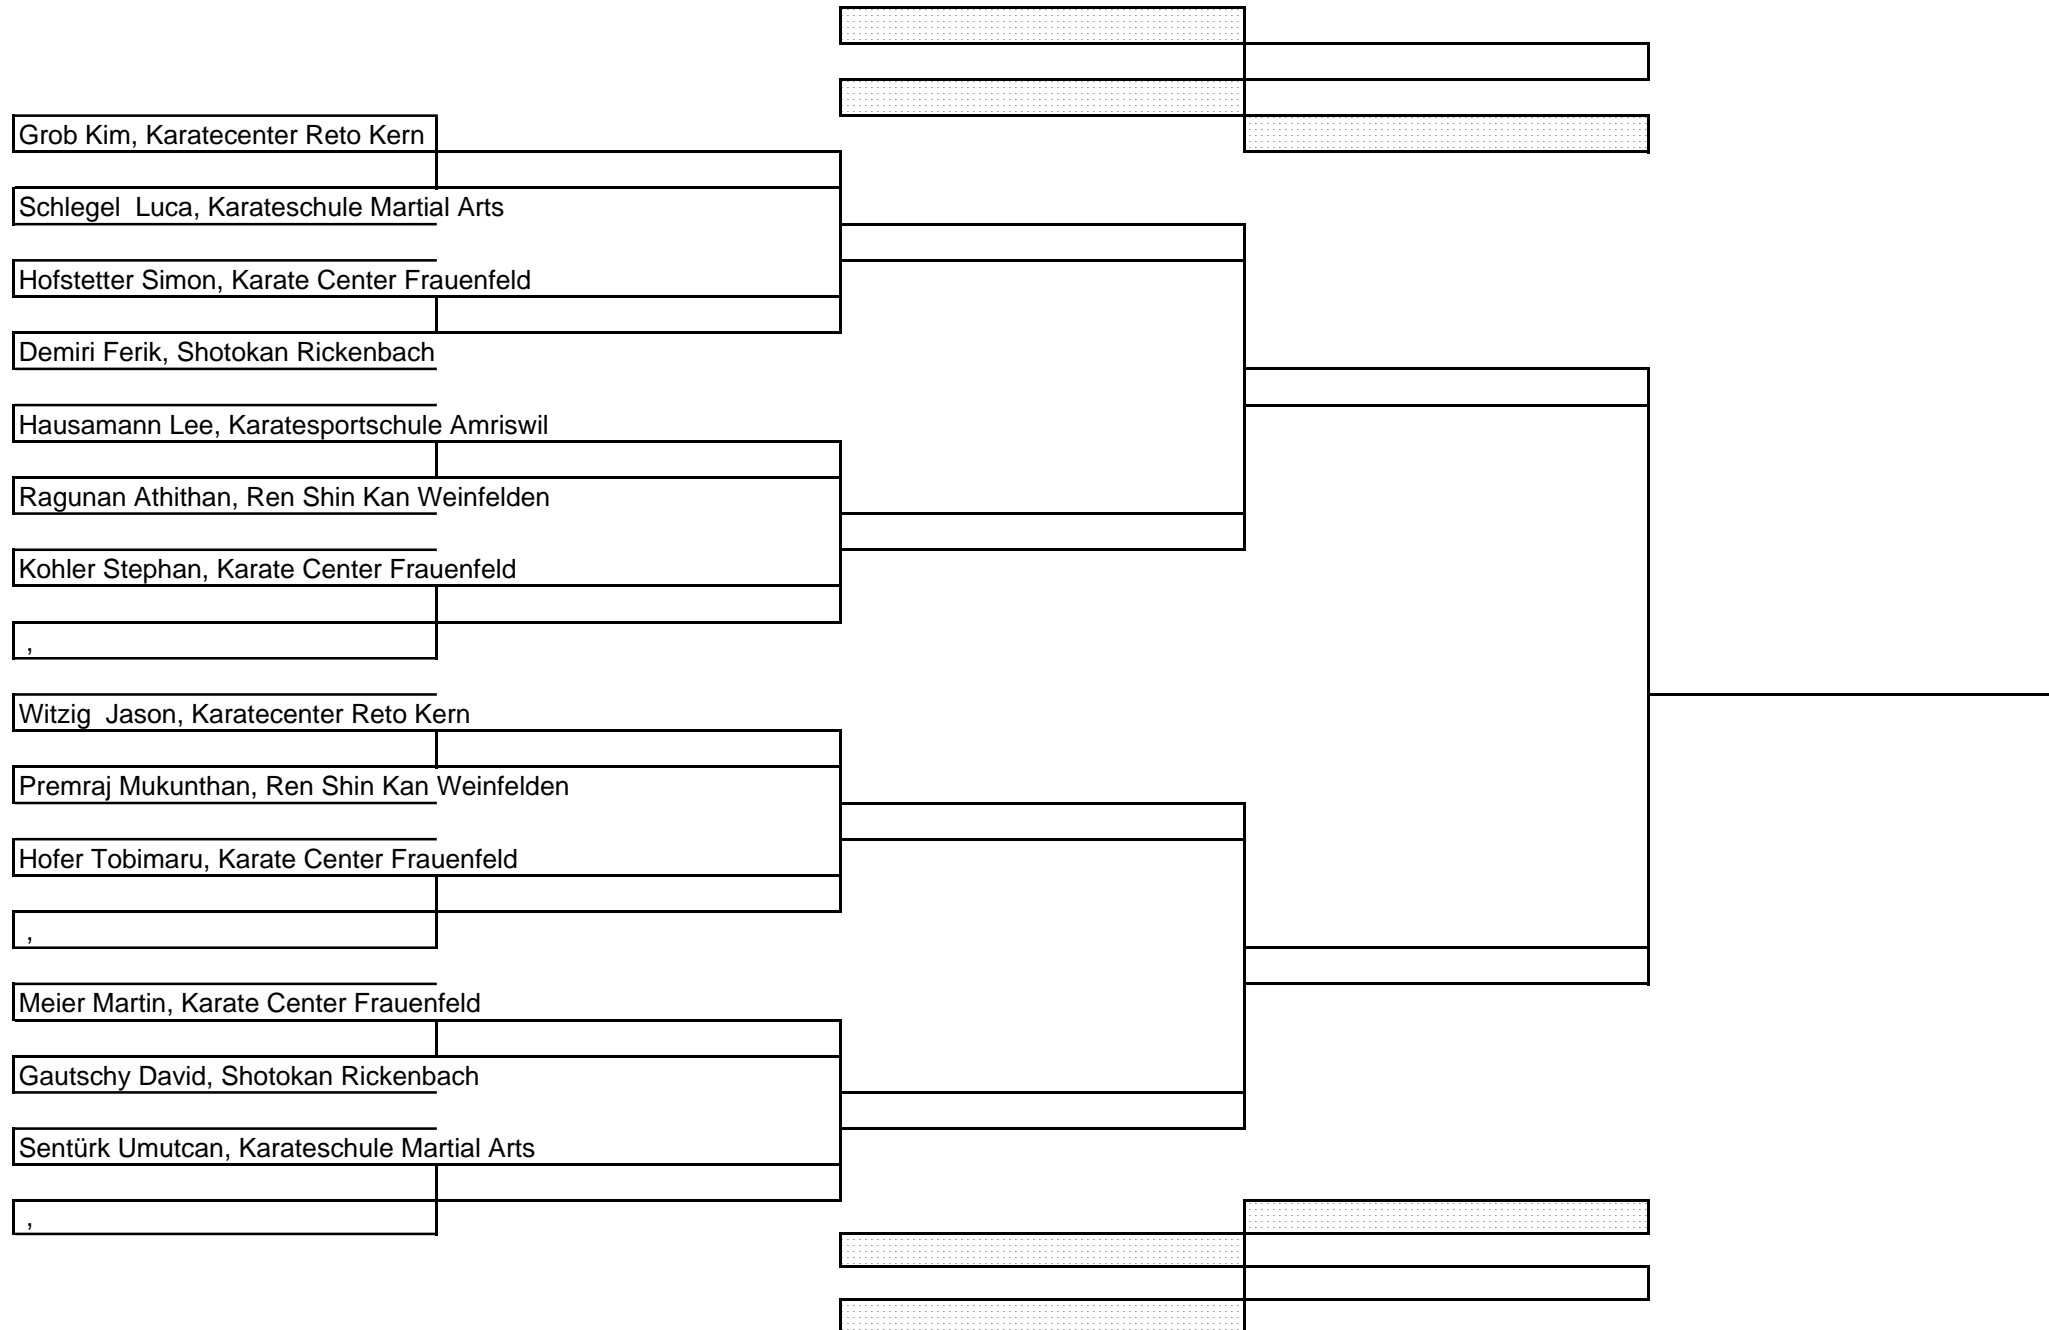 Grob Kim, Karatecenter Reto Kern
Schlegel  Luca, Karateschule Martial Arts
Hofstetter Simon, Karate Center Frauenfeld
Demiri Ferik, Shotokan Rickenbach
Hausamann Lee, Karatesportschule Amriswil
Ragunan Athithan, Ren Shin Kan Weinfelden
Kohler Stephan, Karate Center Frauenfeld
,
Witzig  Jason, Karatecenter Reto Kern
Premraj Mukunthan, Ren Shin Kan Weinfelden
Hofer Tobimaru, Karate Center Frauenfeld
,
Meier Martin, Karate Center Frauenfeld
Gautschy David, Shotokan Rickenbach
Sentürk Umutcan, Karateschule Martial Arts
,